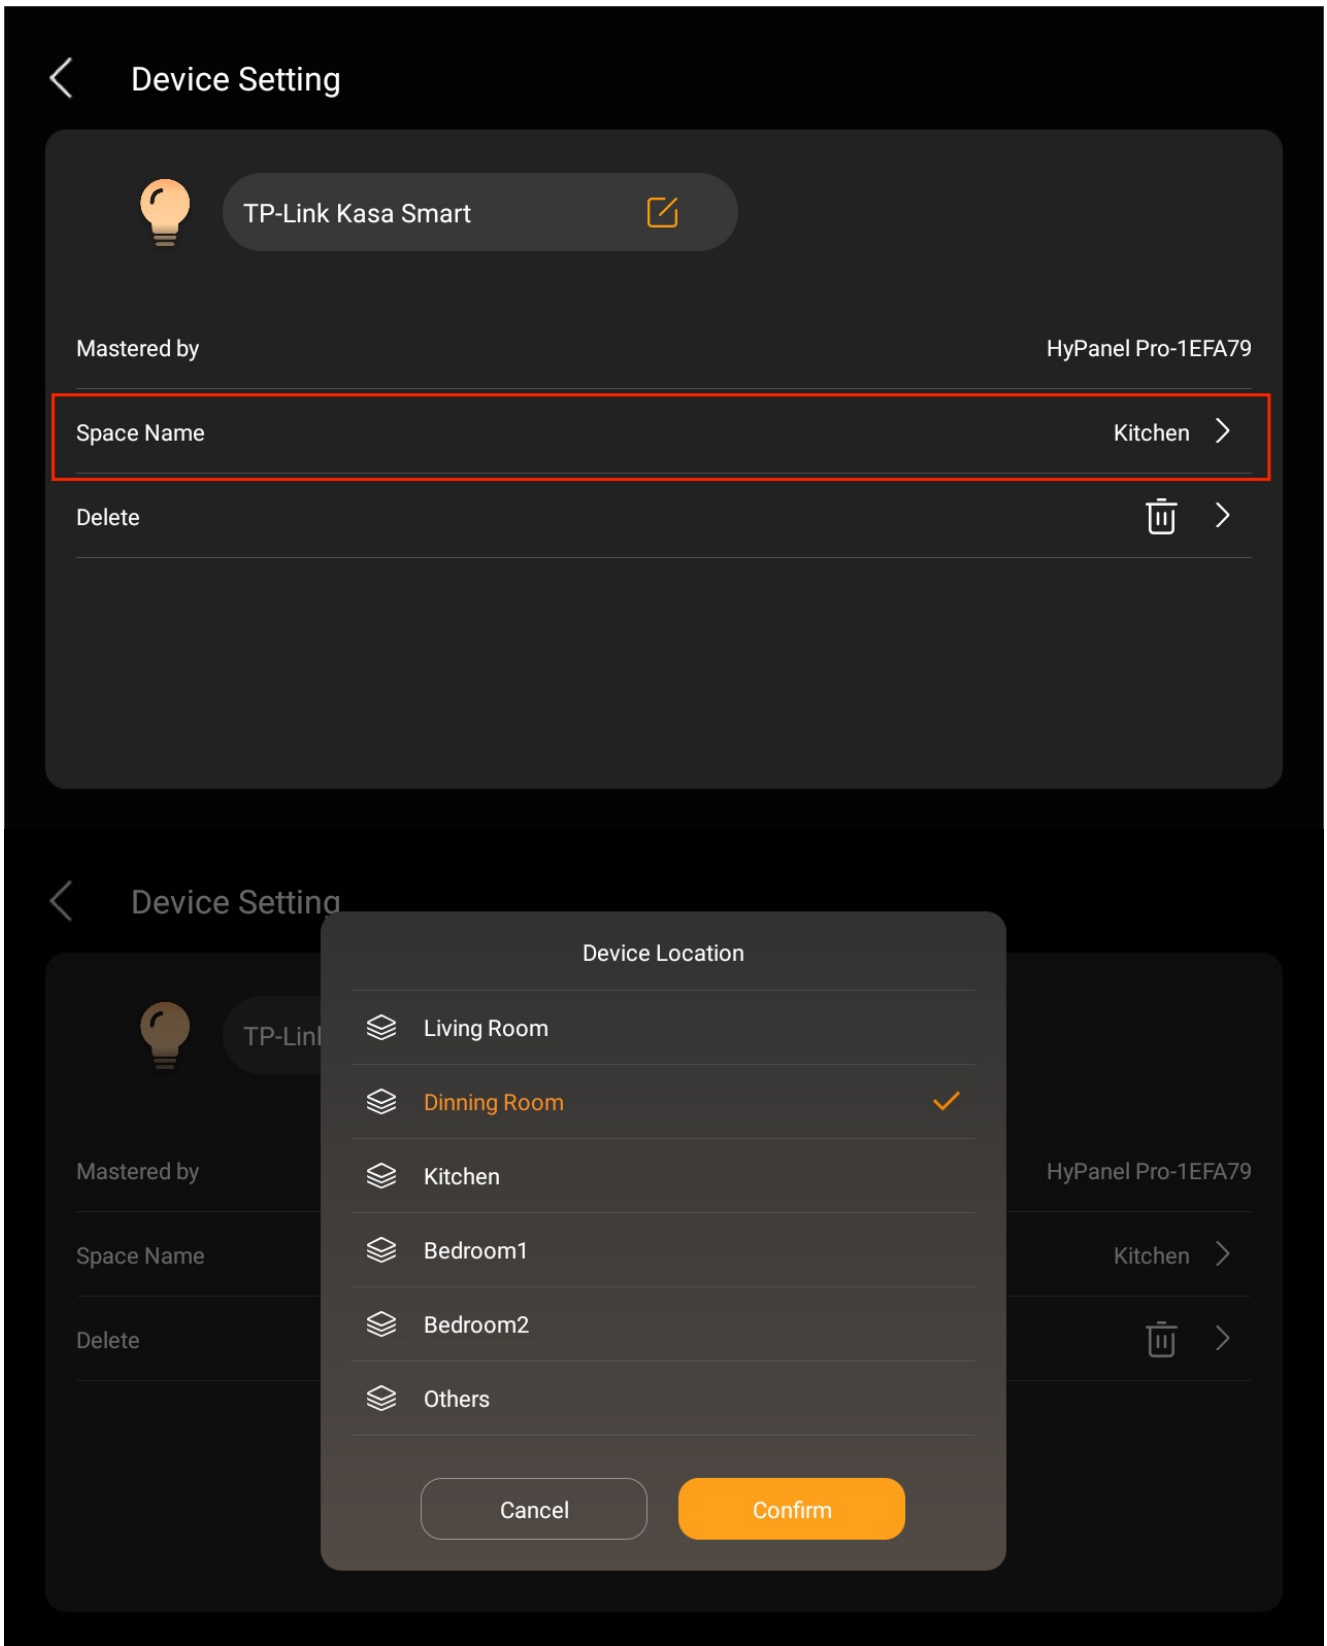 Device Setting
TP-Link Kasa Smart
Mastered by HyPanel Pro-1EFA79
Space Name Kitchen
Delete
Device Setting
Device Location
TP-Link
Living Room
Dinning Room
Mastered by HyPanel Pro-1EFA79
Kitchen
Space Name Kitchen
Bedroom1
Bedroom2
Delete
Others
Cancel Confirm